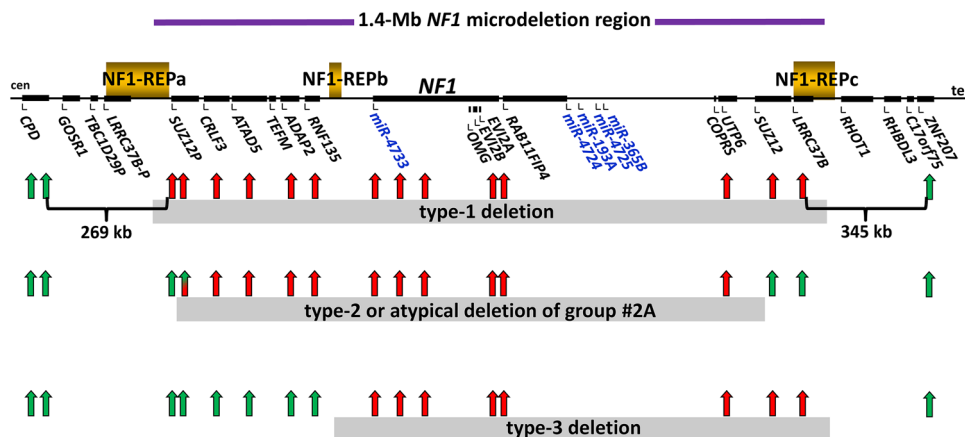 1.4-Mb NF1 microdeletion region
NF1-REPa
NF1-REPb
NF1
NF1-REPc
cen
te
CPD
GOSR1
TBC1D29P
LRRC37B-P
SUZ12P
CRLF3
ATAD5
TEFM
ADAP2
RNF135
miR-4733
OMG
EVI2B
EVI2A
RAB11FIP4
miR-4724
miR-193A
miR-4725
miR-365B
COPRS
UTP6
SUZ12
LRRC37B
RHOT1
RHBDL3
C17orf75
ZNF207
type-1 deletion
269 kb
345 kb
type-2 or atypical deletion of group #2A
type-3 deletion